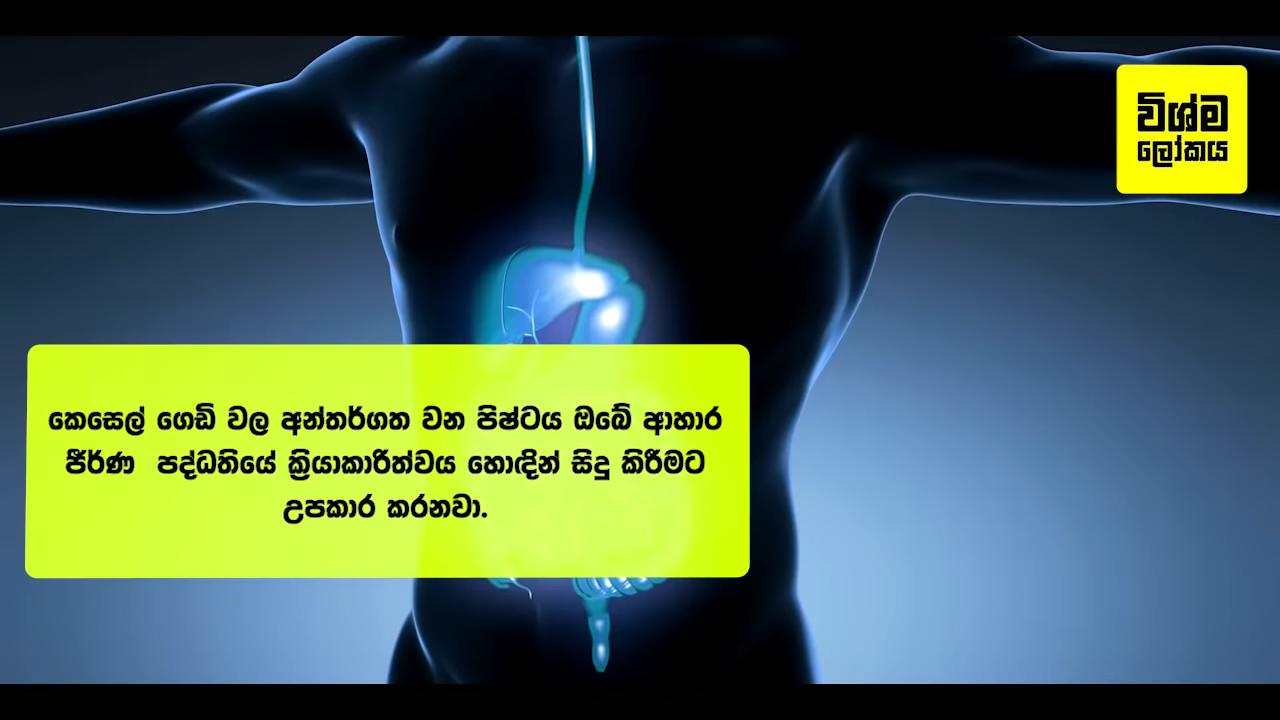 විශ්ම
ලෝකය
කෙසෙල් ගෙඩි වල අන්තර්ගත වන පිෂ්ටය ඔබේ ආහාර
ජීර්ණ පද්ධතියේ ක්‍රියාකාරීත්වය හොඳින් සිදු කිරීමට
උපකාර කරනවා.